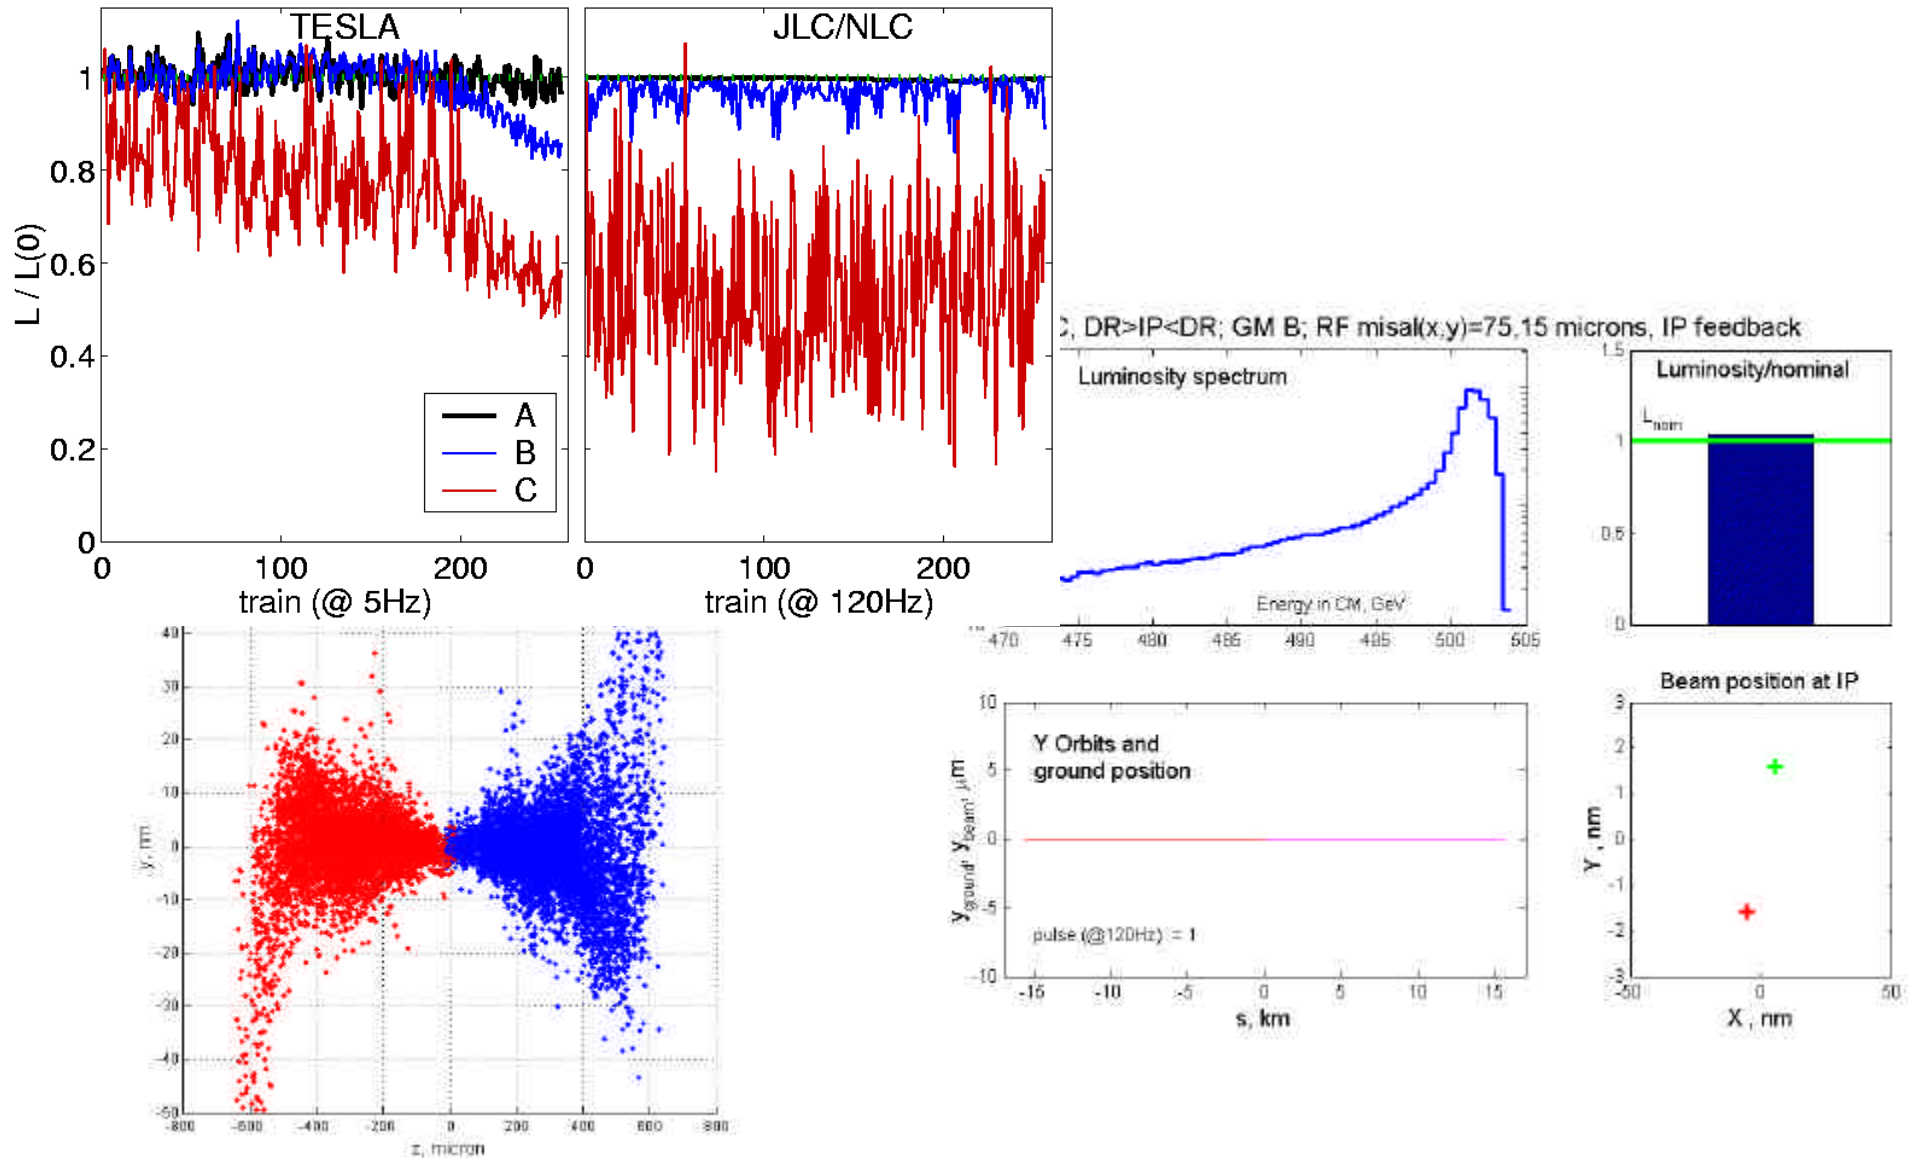 TESLA
JLC/NLC
L / L(0)
1
0.8
0.6
0.4
0.2
0
A
B
C
0 100 200
0 100 200
train (@ 5Hz)
train (@ 120Hz)
, DR>IP<DR; GM B; RF misal(x,y)=75,15 microns, IP feedback
Luminosity spectrum
Energy in CM, GeV
470 475 480 485 490 495 500 505
Luminosity/nominal
L nom
1.5
1
0.5
0
40
30
20
10
0
-10
-20
-30
-40
-50
y, nm
-800 -600 -400 -200 0 200 400 600 800
z, micron
Y Orbits and
ground position
y ground, y beam, μm
10
5
0
-5
-10
pulse (@120Hz) = 1
-15 -10 -5 0 5 10 15
s, km
Beam position at IP
Y , nm
3
2
1
0
-1
-2
-3
-50 0 50
X , nm